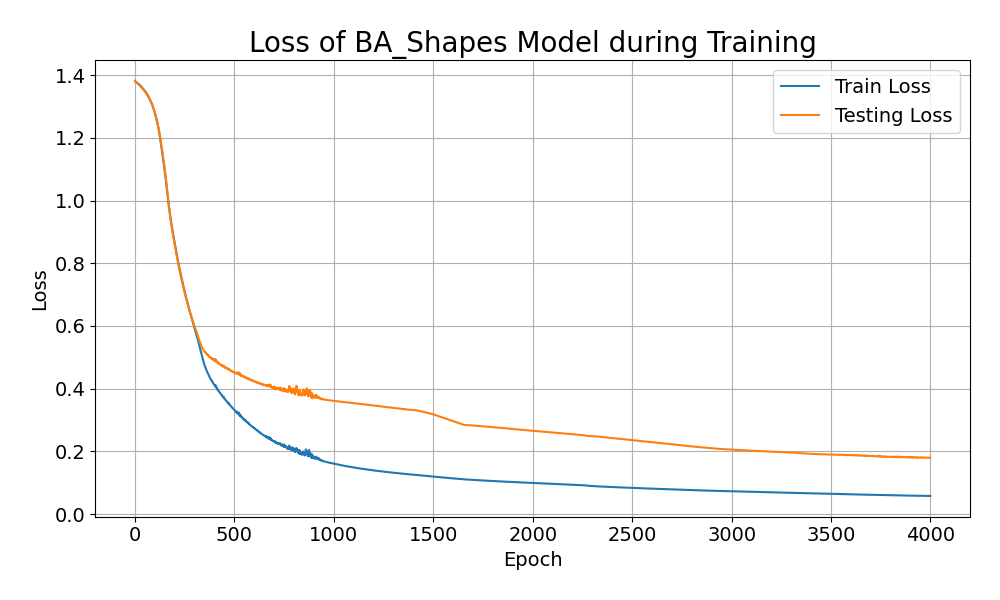 Loss of BA_Shapes Model during Training
Train Loss
Testing Loss
Loss
1.4
1.2
1.0
0.8
0.6
0.4
0.2
0.0
0 500 1000 1500 2000 2500 3000 3500 4000
Epoch